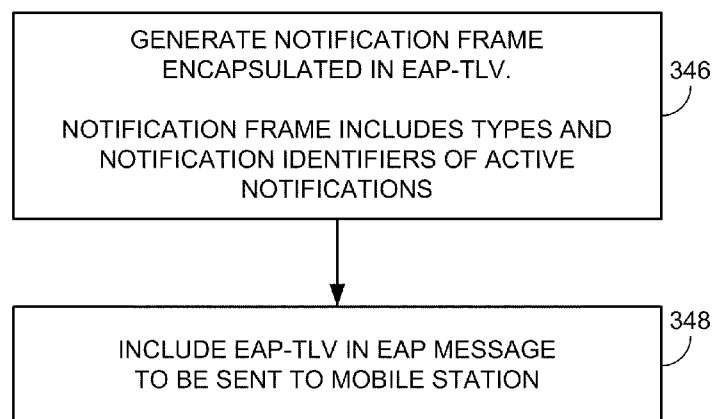 GENERATE NOTIFICATION FRAME
ENCAPSULATED IN EAP-TLV.
346
NOTIFICATION FRAME INCLUDES TYPES AND
NOTIFICATION IDENTIFIERS OF ACTIVE
NOTIFICATIONS
348
INCLUDE EAP-TLV IN EAP MESSAGE
TO BE SENT TO MOBILE STATION